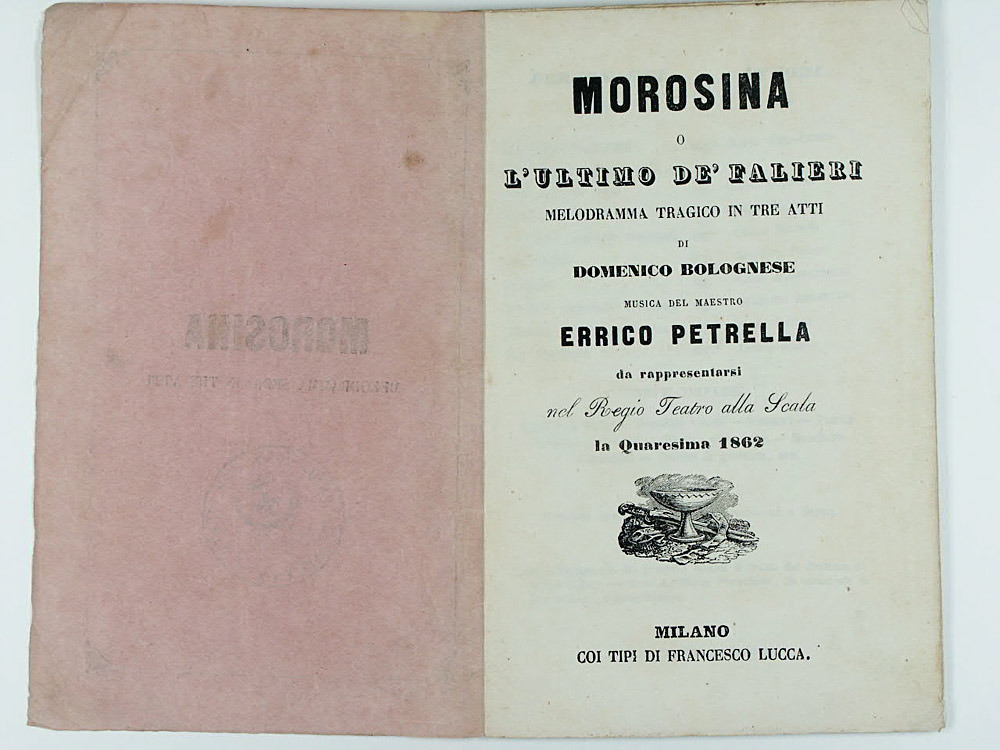 MOROSINA
MOROSINA
O
L'ULTIMO DE' FALIERI
MELODRAMMA TRAGICO IN TRE ATTI
DI
DOMENICO BOLOGNESE
MUSICA DEL MAESTRO
ERRICO PETRELLA
da rappresentarsi
nel Regio Teatro alla Scala
la Quaresima 1862
MILANO
COI TIPI DI FRANCESCO LUCCA.